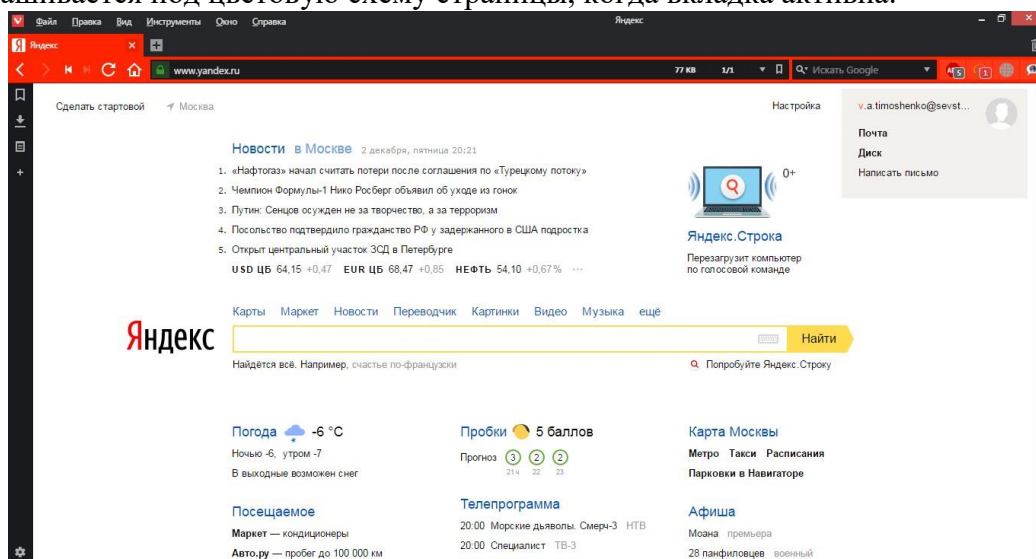 ашивается под цветовую схему страницы, когда вкладка активна.
Файл Правка Вид Инструменты Окно Справка Яндекс
Яндекс
www.yandex.ru 77 KB 1/1 Искать Google 5 1
Сделать стартовой Москва Настройка v.a.timoshenko@sevst...
Почта
Диск
Написать письмо
Новости в Москве 2 декабря, пятница 20:21
1. «Нафтогаз» начал считать потери после соглашения по «Турецкому потоку»
2. Чемпион Формулы-1 Нико Росберг объявил об уходе из гонок
3. Путин: Сенцов осужден не за творчество, а за терроризм
4. Посольство подтвердило гражданство РФ у задержанного в США подростка
5. Открыт центральный участок ЗСД в Петербурге
USD ЦБ 64,15 +0,47 EUR ЦБ 68,47 +0,85 НЕФТЬ 54,10 +0,67% ...
0+
Яндекс.Строка
Перезагрузит компьютер
по голосовой команде
Карты Маркет Новости Переводчик Картинки Видео Музыка ещё
Яндекс Найти
Найдётся всё. Например, счастье по-французски Попробуйте Яндекс.Строку
Погода -6 °C
Ночью -6, утром -7
В выходные возможен снег
Пробки 5 баллов
Прогноз 3 2 2
21ч 22 23
Карта Москвы
Метро Такси Расписания
Парковки в Навигаторе
Посещаемое
Маркет — кондиционеры
Авто.ру — пробег до 100 000 км
Телепрограмма
20:00 Морские дьяволы. Смерч-3 НТВ
20:00 Специалист ТВ-3
Афиша
Моана премьера
28 панфиловцев военный